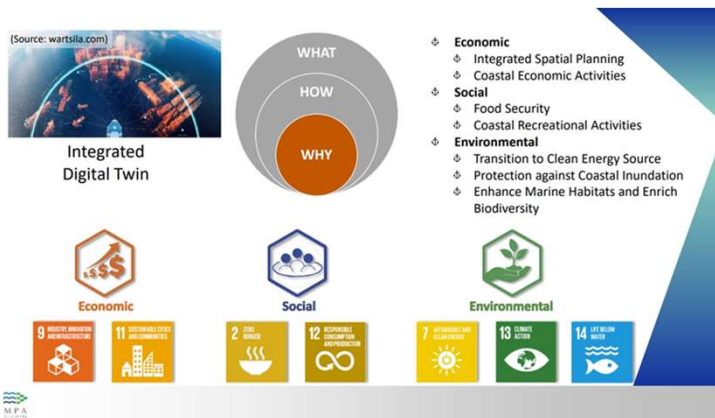 (Source: wartsila.com)
Integrated
Digital Twin
WHAT
HOW
WHY
Economic
Integrated Spatial Planning
Coastal Economic Activities
Social
Food Security
Coastal Recreational Activities
Environmental
Transition to Clean Energy Source
Protection against Coastal Inundation
Enhance Marine Habitats and Enrich
Biodiversity
$$$$
Economic
Social
Environmental
9 INDUSTRY, INNOVATION
AND INFRASTRUCTURE
11 SUSTAINABLE CITIES
AND COMMUNITIES
2 ZERO
HUNGER
12 RESPONSIBLE
CONSUMPTION
AND PRODUCTION
7 AFFORDABLE AND
CLEAN ENERGY
13 CLIMATE
ACTION
14 LIFE BELOW
WATER
MPA